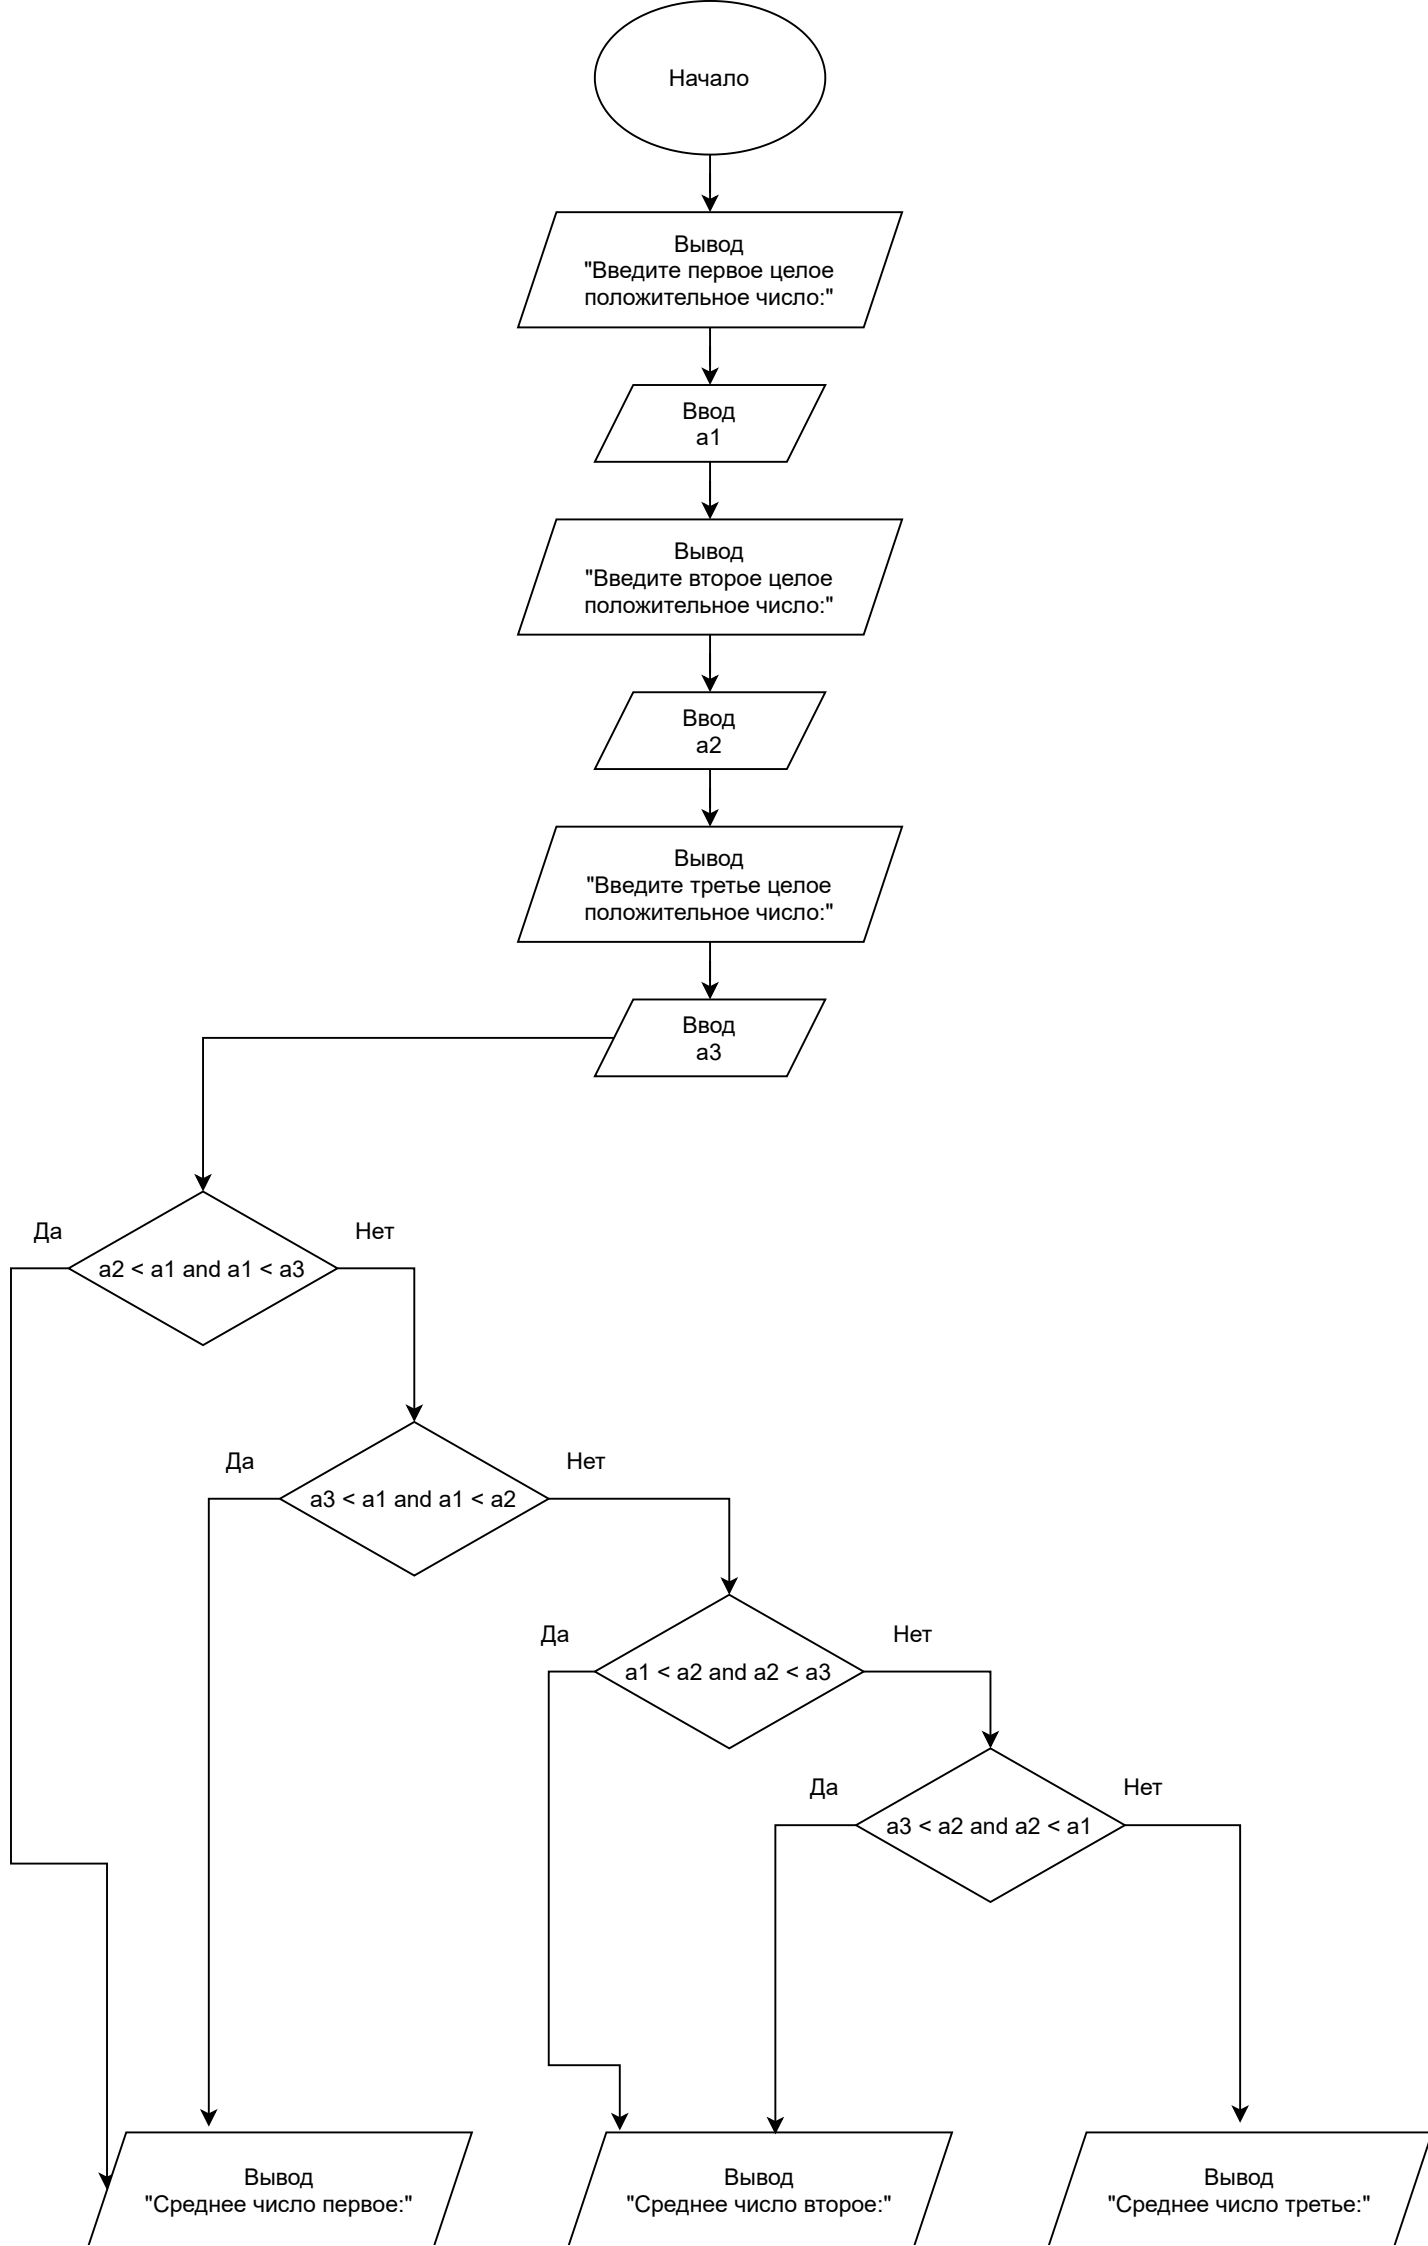 Начало
Вывод
"Введите первое целое
положительное число:"
Ввод
a1
Вывод
"Введите второе целое
положительное число:"
Ввод
a2
Вывод
"Введите третье целое
положительное число:"
Ввод
a3
Да
Нет
a2 < a1 and a1 < a3
Да
Нет
a3 < a1 and a1 < a2
Да
Нет
a1 < a2 and a2 < a3
Да
Нет
a3 < a2 and a2 < a1
Вывод
"Среднее число первое:"
Вывод
"Среднее число второе:"
Вывод
"Среднее число третье:"